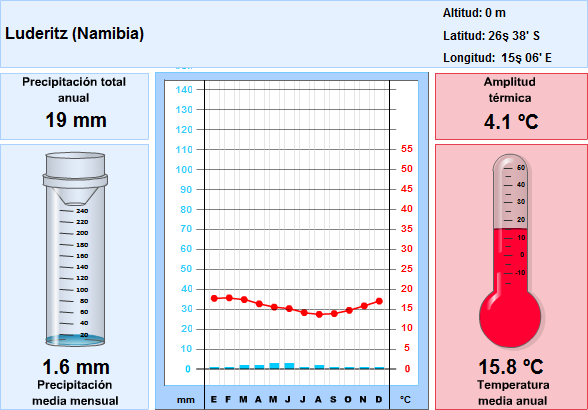 Luderitz (Namibia)
Altitud: 0 m
Latitud: 26ş 38' S
Longitud: 15ş 06' E
Precipitación total
anual
19 mm
240
220
200
180
160
140
120
100
80
60
40
20
1.6 mm
Precipitación
media mensual
140
130
120
110
100
90
80
70
60
50
40
30
20
10
0
55
50
45
40
35
30
25
20
15
10
5
0
mm E F M A M J J A S O N D ºC
Amplitud
térmica
4.1 ºC
50
40
30
20
10
0
10
15.8 ºC
Temperatura
media anual